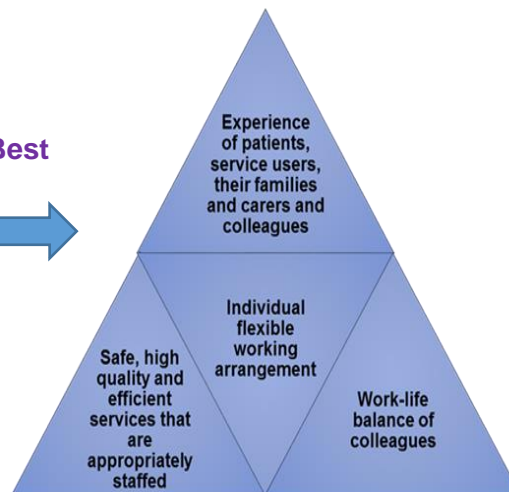 Best
Experience
of patients,
service users,
their families
and carers and
colleagues
Individual
flexible
working
arrangement
Safe, high
quality and
efficient
services that
are
appropriately
staffed
Work-life
balance of
colleagues